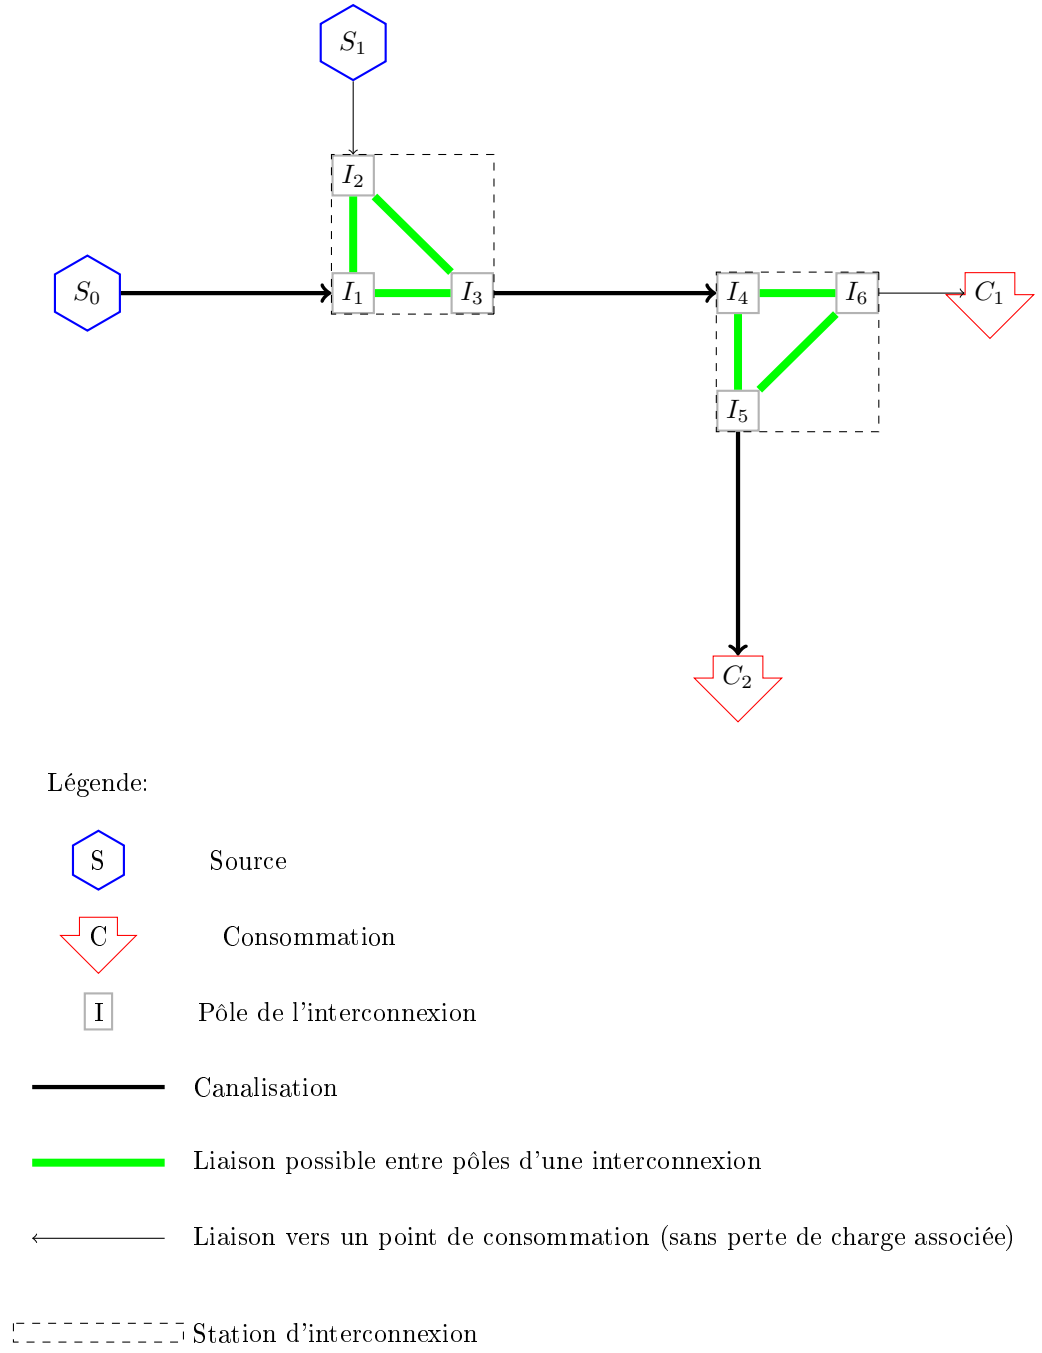 S₁
I₂
S₀
I₁
I₃
I₄
I₆
C₁
I₅
C₂
Légende:
S Source
C Consommation
I Pôle de l'interconnexion
Canalisation
Liaison possible entre pôles d'une interconnexion
Liaison vers un point de consommation (sans perte de charge associée)
Station d'interconnexion